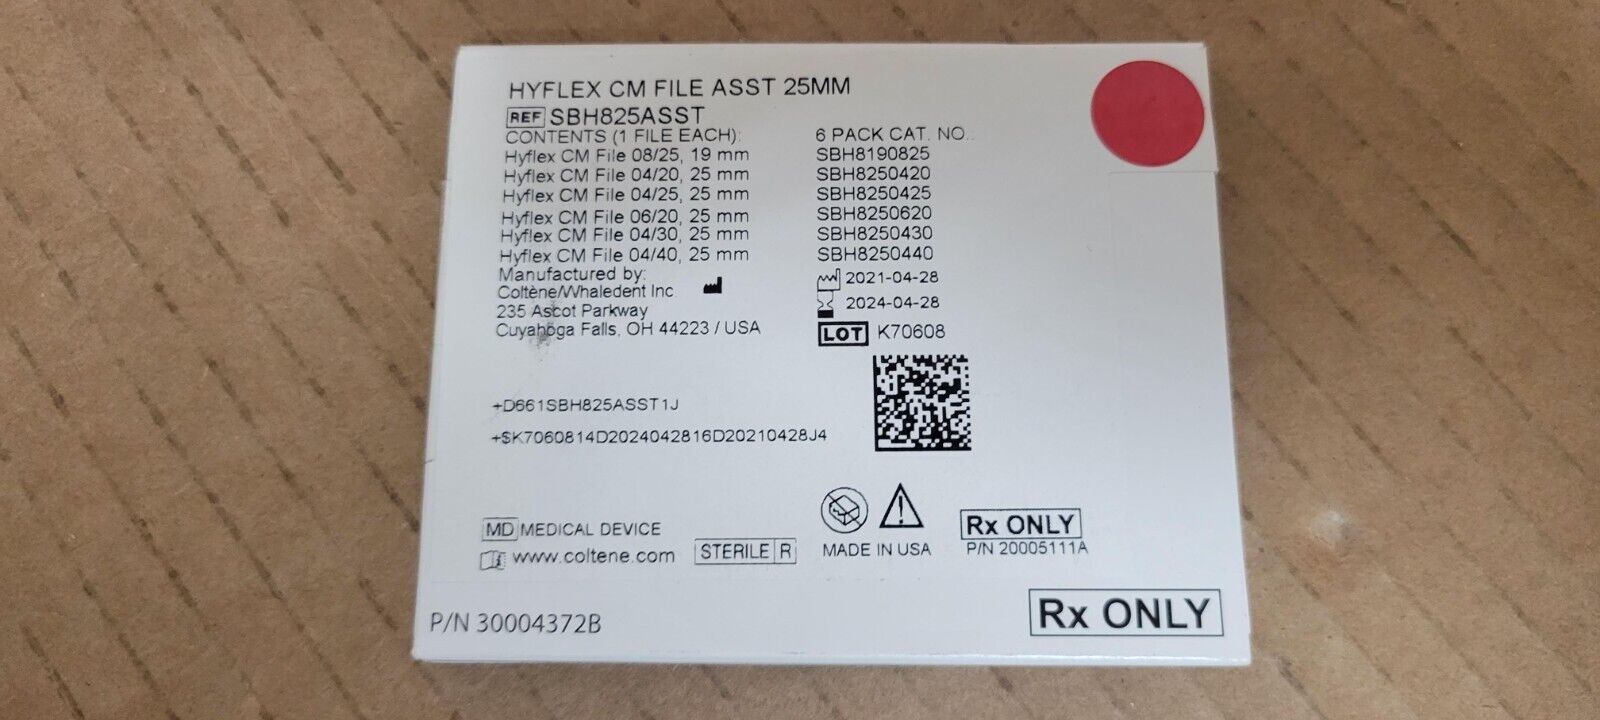 HYFLEX CM FILE ASST 25MM
REF SBH825ASST
CONTENTS (1 FILE EACH): 6 PACK CAT. NO.:
Hyflex CM File 08/25, 19 mm SBH8190825
Hyflex CM File 04/20, 25 mm SBH8250420
Hyflex CM File 04/25, 25 mm SBH8250425
Hyflex CM File 06/20, 25 mm SBH8250620
Hyflex CM File 04/30, 25 mm SBH8250430
Hyflex CM File 04/40, 25 mm SBH8250440
Manufactured by: 2021-04-28
Coltène/Whaledent Inc. 2024-04-28
235 Ascot Parkway
Cuyahoga Falls, OH 44223 / USA LOT K70608
+D661SBH825ASST1J
+$K7060814D2024042816D20210428J4
MD MEDICAL DEVICE Rx ONLY
www.coltene.com STERILE R MADE IN USA P/N 20005111A
P/N 30004372B Rx ONLY